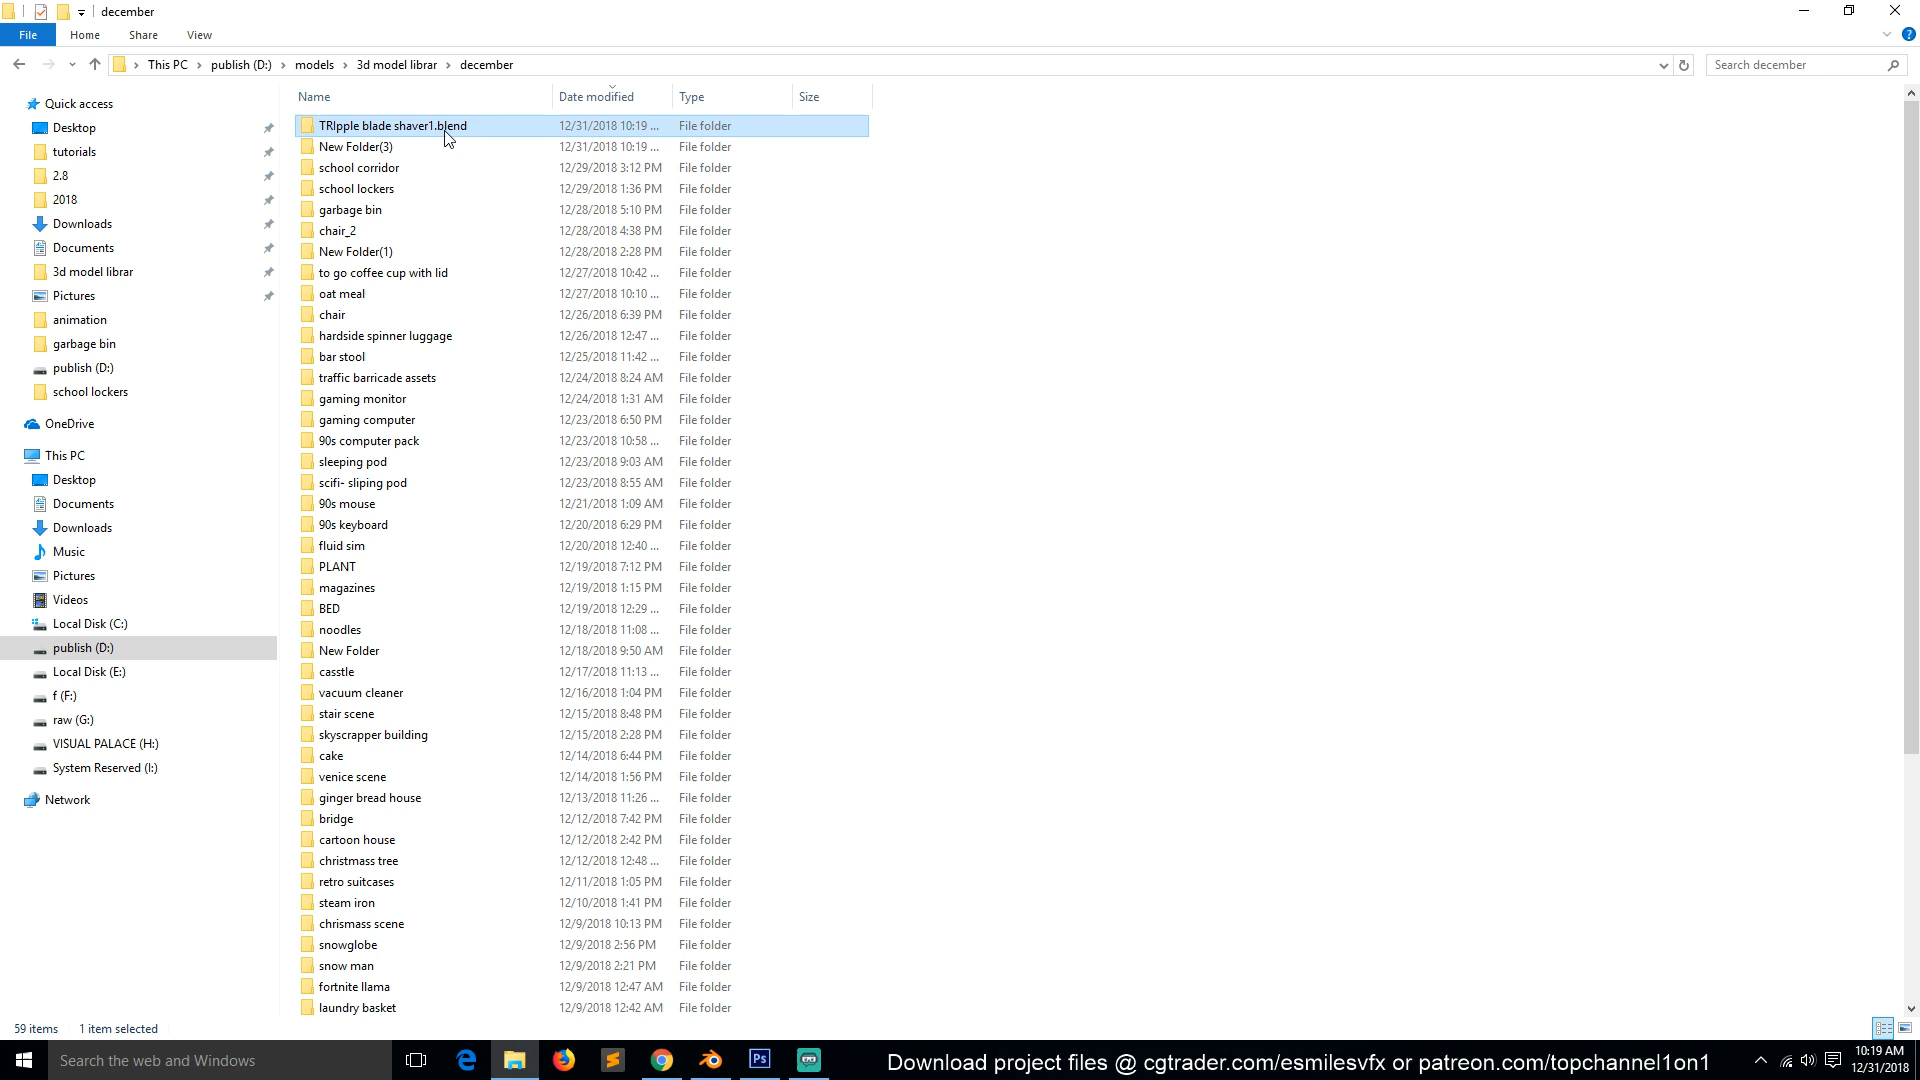 december
File Home Share View
This PC publish (D:) models 3d model librar december Search december
Name Date modified Type Size
Quick access
Desktop
tutorials
2.8
2018
Downloads
Documents
3d model librar
Pictures
animation
garbage bin
publish (D:)
school lockers
OneDrive
This PC
Desktop
Documents
Downloads
Music
Pictures
Videos
Local Disk (C:)
publish (D:)
Local Disk (E:)
f (F:)
raw (G:)
VISUAL PALACE (H:)
System Reserved (I:)
Network
TRIpple blade shaver1.blend 12/31/2018 10:19 ... File folder
New Folder(3) 12/31/2018 10:19 ... File folder
school corridor 12/29/2018 3:12 PM File folder
school lockers 12/29/2018 1:36 PM File folder
garbage bin 12/28/2018 5:10 PM File folder
chair_2 12/28/2018 4:38 PM File folder
New Folder(1) 12/28/2018 2:28 PM File folder
to go coffee cup with lid 12/27/2018 10:42 ... File folder
oat meal 12/27/2018 10:10 ... File folder
chair 12/26/2018 6:39 PM File folder
hardside spinner luggage 12/26/2018 12:47 ... File folder
bar stool 12/25/2018 11:42 ... File folder
traffic barricade assets 12/24/2018 8:24 AM File folder
gaming monitor 12/24/2018 1:31 AM File folder
gaming computer 12/23/2018 6:50 PM File folder
90s computer pack 12/23/2018 10:58 ... File folder
sleeping pod 12/23/2018 9:03 AM File folder
scifi- sliping pod 12/23/2018 8:55 AM File folder
90s mouse 12/21/2018 1:09 AM File folder
90s keyboard 12/20/2018 6:29 PM File folder
fluid sim 12/20/2018 12:40 ... File folder
PLANT 12/19/2018 7:12 PM File folder
magazines 12/19/2018 1:15 PM File folder
BED 12/19/2018 12:29 ... File folder
noodles 12/18/2018 11:08 ... File folder
New Folder 12/18/2018 9:50 AM File folder
casstle 12/17/2018 11:13 ... File folder
vacuum cleaner 12/16/2018 1:04 PM File folder
stair scene 12/15/2018 8:48 PM File folder
skyscrapper building 12/15/2018 2:28 PM File folder
cake 12/14/2018 6:44 PM File folder
venice scene 12/14/2018 1:56 PM File folder
ginger bread house 12/13/2018 11:26 ... File folder
bridge 12/12/2018 7:42 PM File folder
cartoon house 12/12/2018 2:42 PM File folder
christmass tree 12/12/2018 12:48 ... File folder
retro suitcases 12/11/2018 1:05 PM File folder
steam iron 12/10/2018 1:41 PM File folder
chrismass scene 12/9/2018 10:13 PM File folder
snowglobe 12/9/2018 2:56 PM File folder
snow man 12/9/2018 2:21 PM File folder
fortnite llama 12/9/2018 12:47 AM File folder
laundry basket 12/9/2018 12:42 AM File folder
59 items 1 item selected
Search the web and Windows
Ps
Download project files @ cgtrader.com/esmilesvfx or patreon.com/topchannel1on1
10:19 AM
12/31/2018